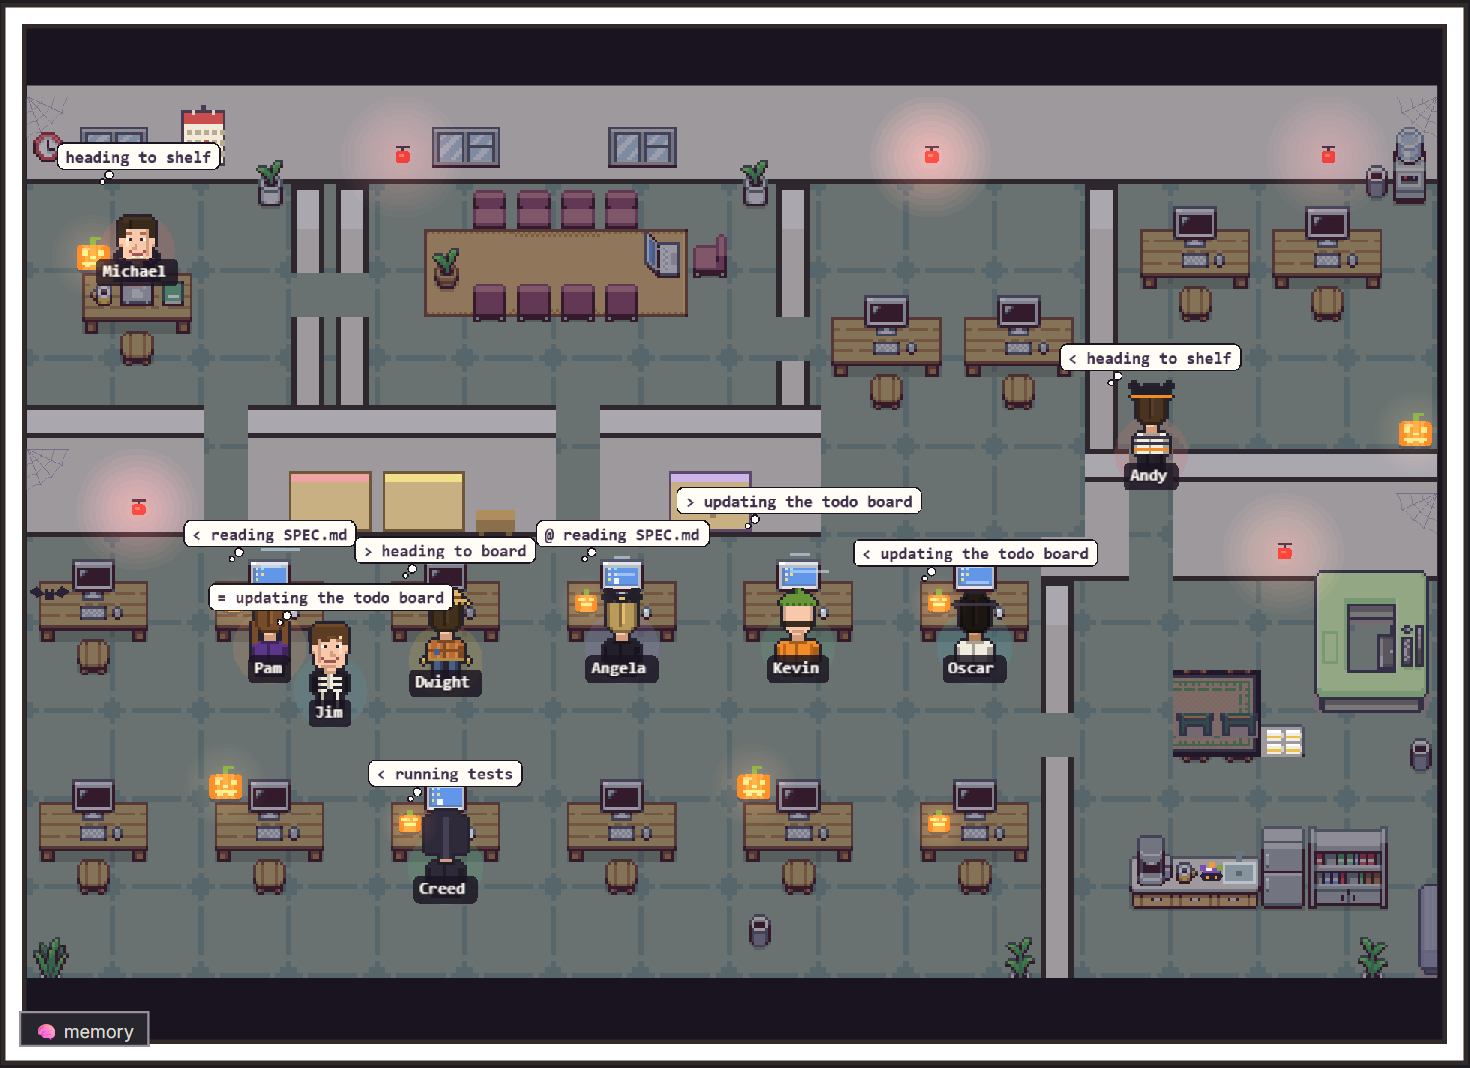 heading to shelf
Michael
< heading to shelf
Andy
> updating the todo board
< reading SPEC.md
> heading to board
@ reading SPEC.md
< updating the todo board
= updating the todo board
Pam
Jim
Dwight
Angela
Kevin
Oscar
< running tests
Creed
memory